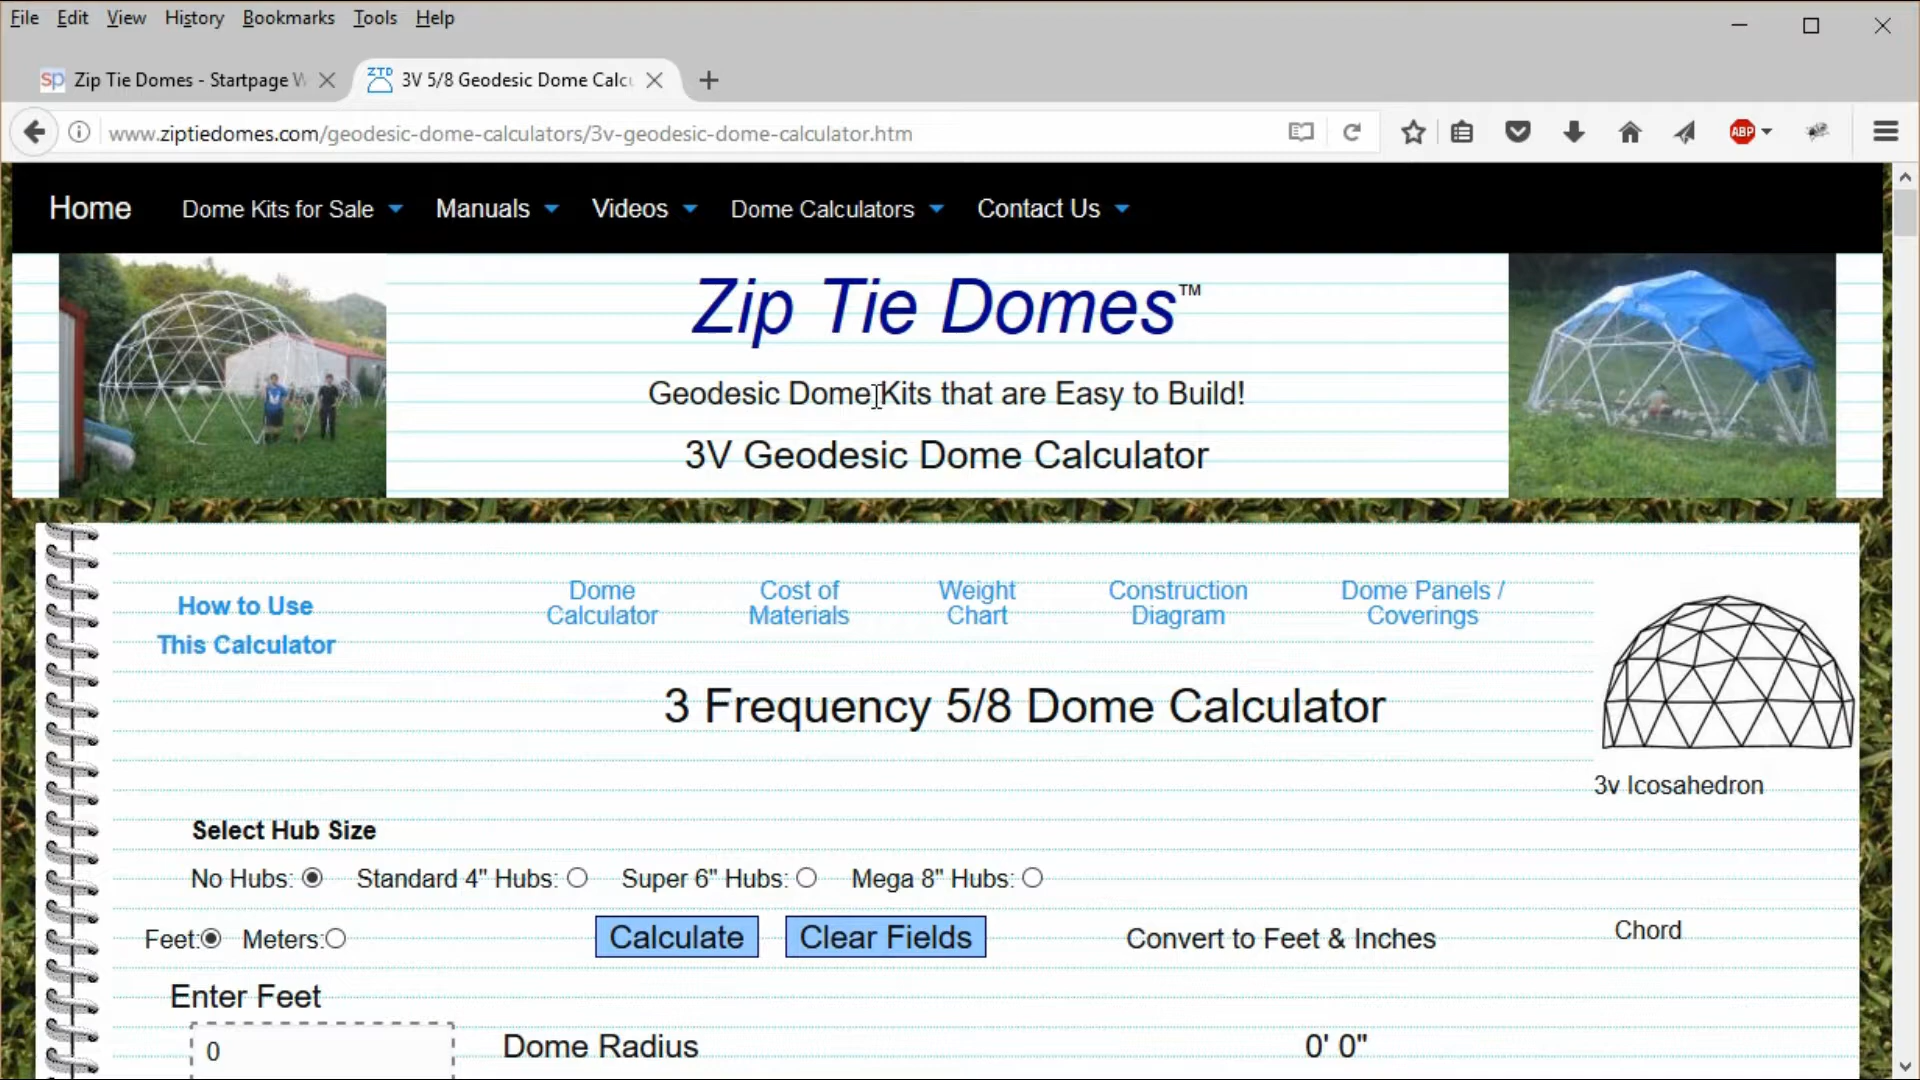 File Edit View History Bookmarks Tools Help
sp Zip Tie Domes - Startpage W
ZTD 3V 5/8 Geodesic Dome Calcu
www.ziptiedomes.com/geodesic-dome-calculators/3v-geodesic-dome-calculator.htm
ABP
Home Dome Kits for Sale Manuals Videos Dome Calculators Contact Us
Zip Tie Domes™
Geodesic Dome Kits that are Easy to Build!
3V Geodesic Dome Calculator
How to Use
This Calculator
Dome
Calculator
Cost of
Materials
Weight
Chart
Construction
Diagram
Dome Panels /
Coverings
3 Frequency 5/8 Dome Calculator
3v Icosahedron
Select Hub Size
No Hubs: Standard 4" Hubs: Super 6" Hubs: Mega 8" Hubs:
Feet: Meters: Calculate Clear Fields Convert to Feet & Inches Chord
Enter Feet
0 Dome Radius 0' 0"